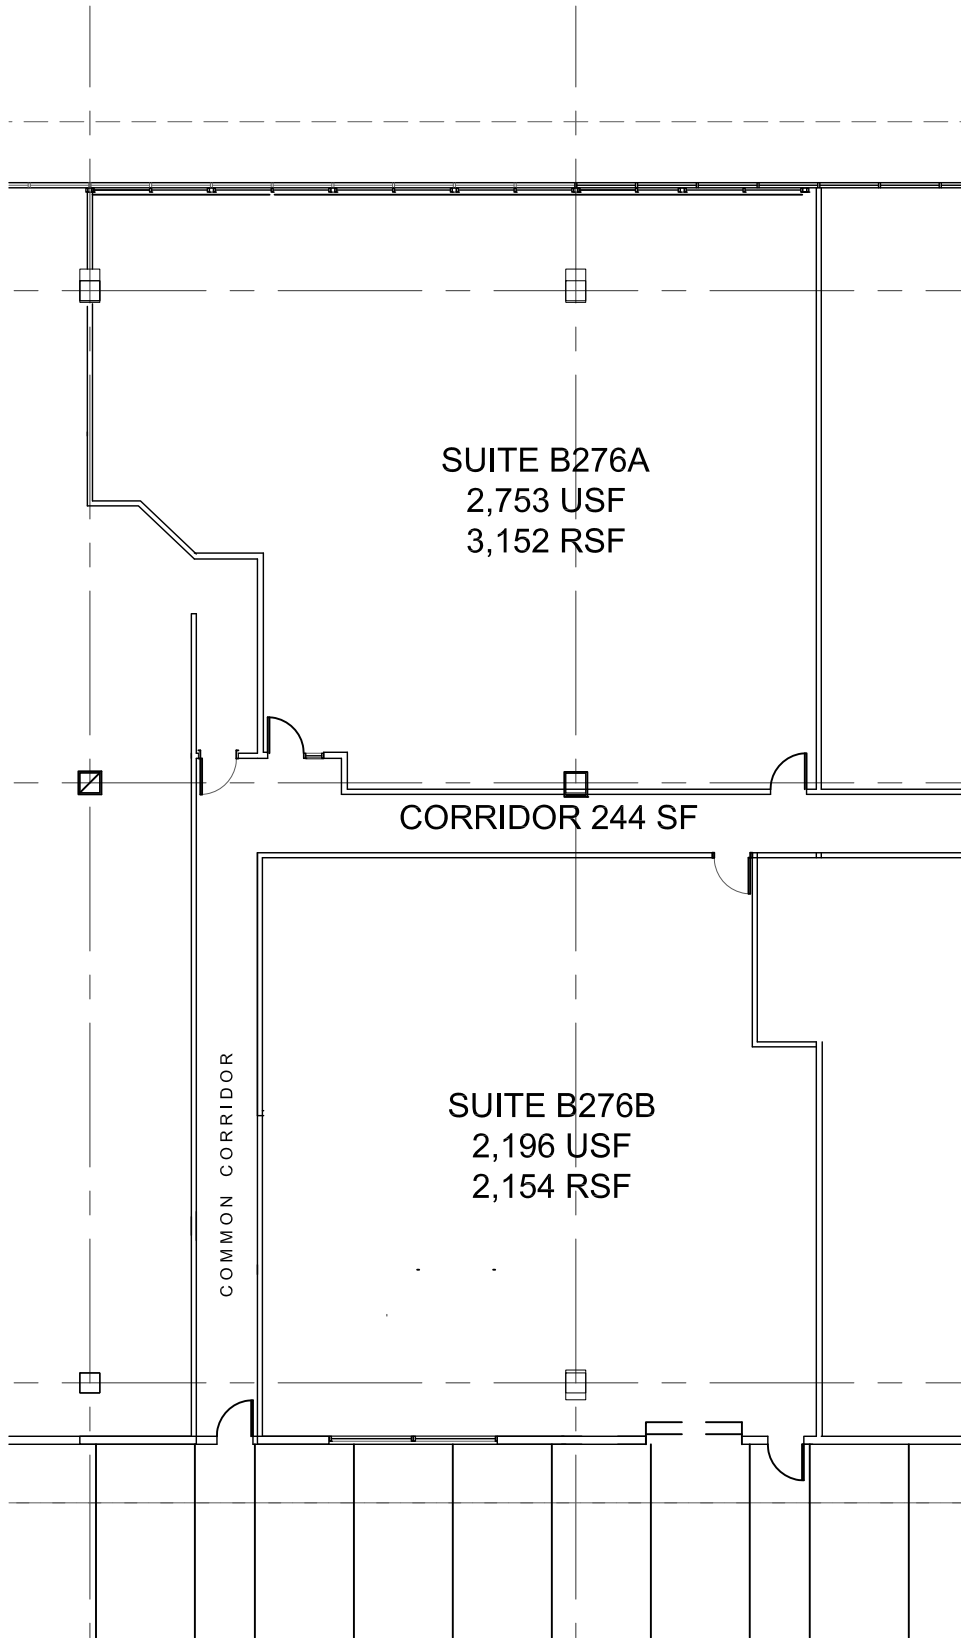 SUITE B276A
2,753 USF
3,152 RSF
CORRIDOR 244 SF
SUITE B276B
2,196 USF
2,154 RSF
COMMON CORRIDOR